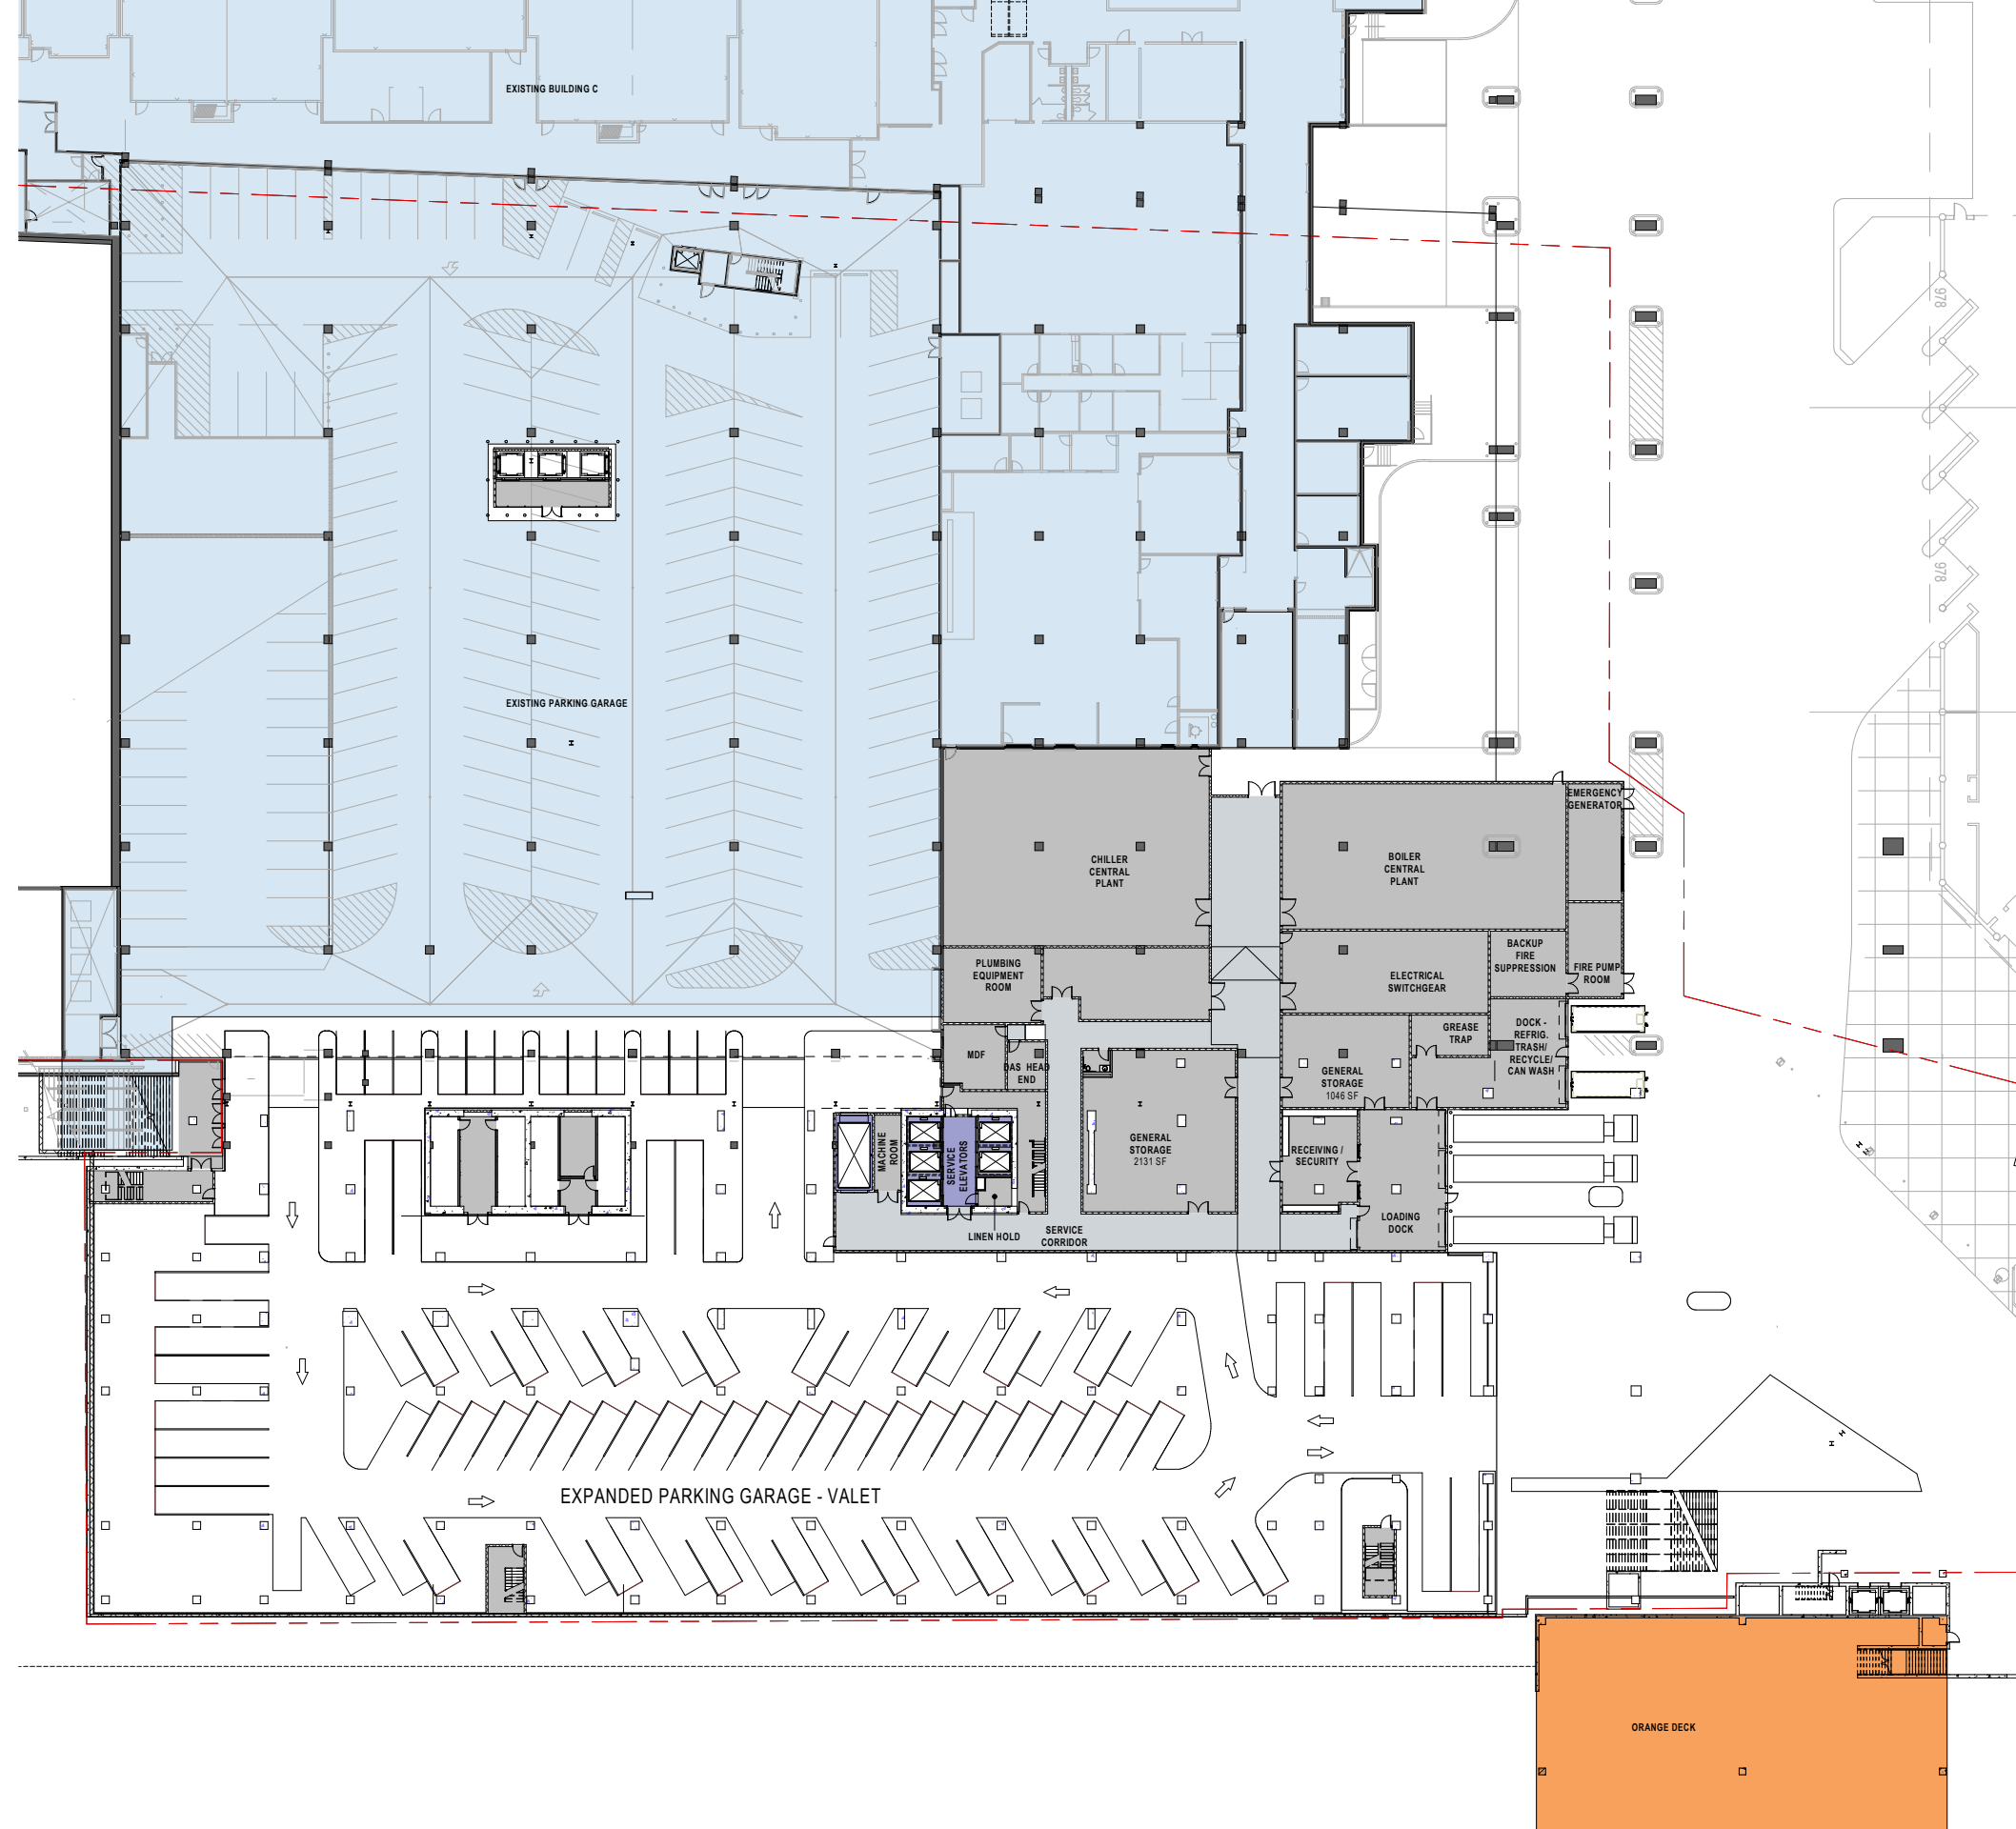 EXISTING BUILDING C
978
978
EXISTING PARKING GARAGE
EMERGENCY
GENERATOR
CHILLER
CENTRAL
PLANT
BOILER
CENTRAL
PLANT
PLUMBING
EQUIPMENT
ROOM
ELECTRICAL
SWITCHGEAR
BACKUP
FIRE
SUPPRESSION
FIRE PUMP
ROOM
MDF
DAS HEAD
END
GENERAL
STORAGE
1046 SF
GREASE
TRAP
DOCK -
REFRIG.
TRASH/
RECYCLE/
CAN WASH
MACHINE
ROOM
SERVICE
ELEVATORS
GENERAL
STORAGE
2131 SF
RECEIVING /
SECURITY
LOADING
DOCK
LINEN HOLD
SERVICE
CORRIDOR
EXPANDED PARKING GARAGE - VALET
ORANGE DECK